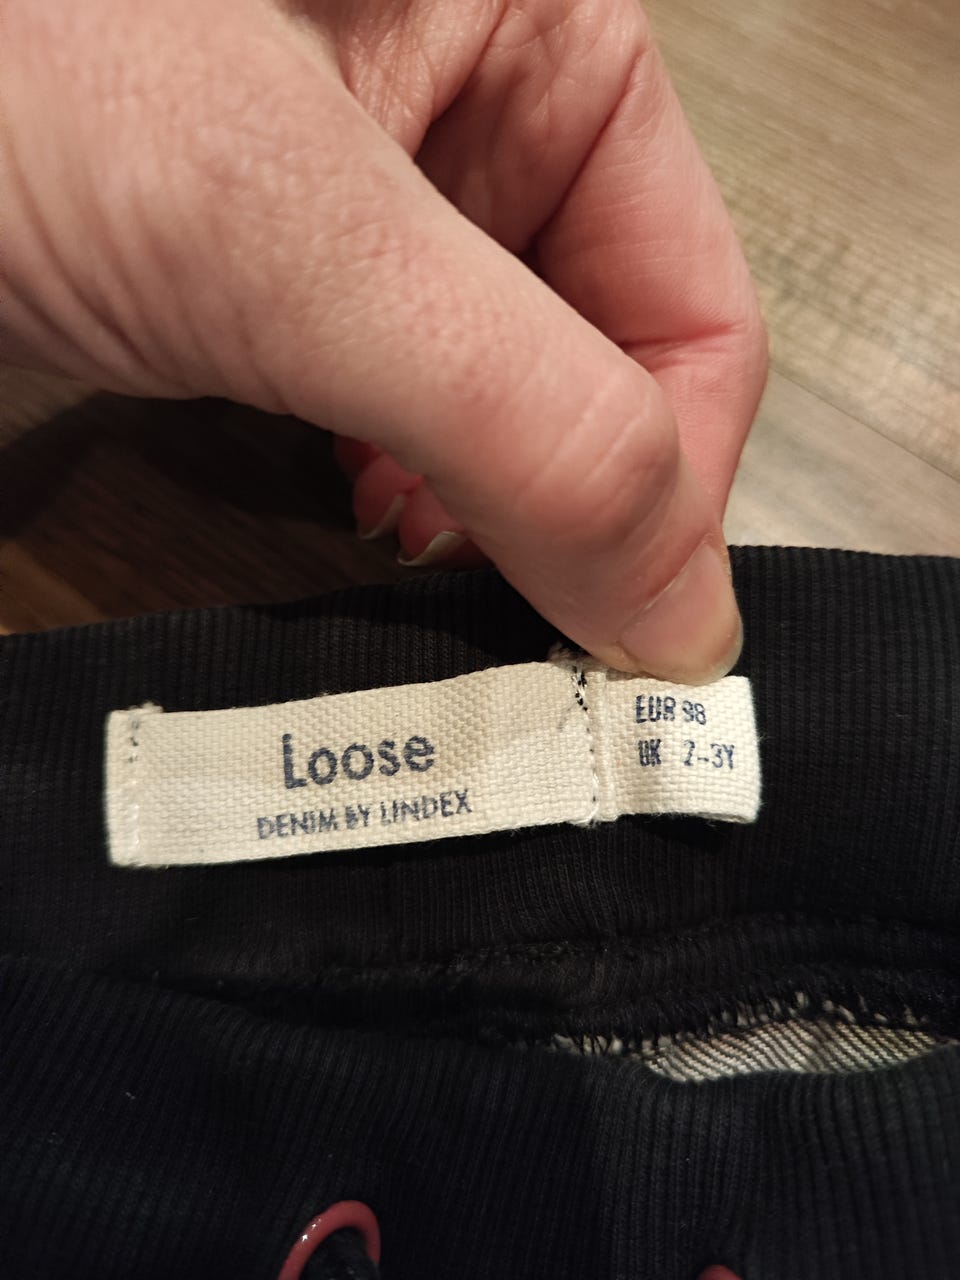 Loose
DENIM BY LINDEX
EUR 98
UK 2-3Y